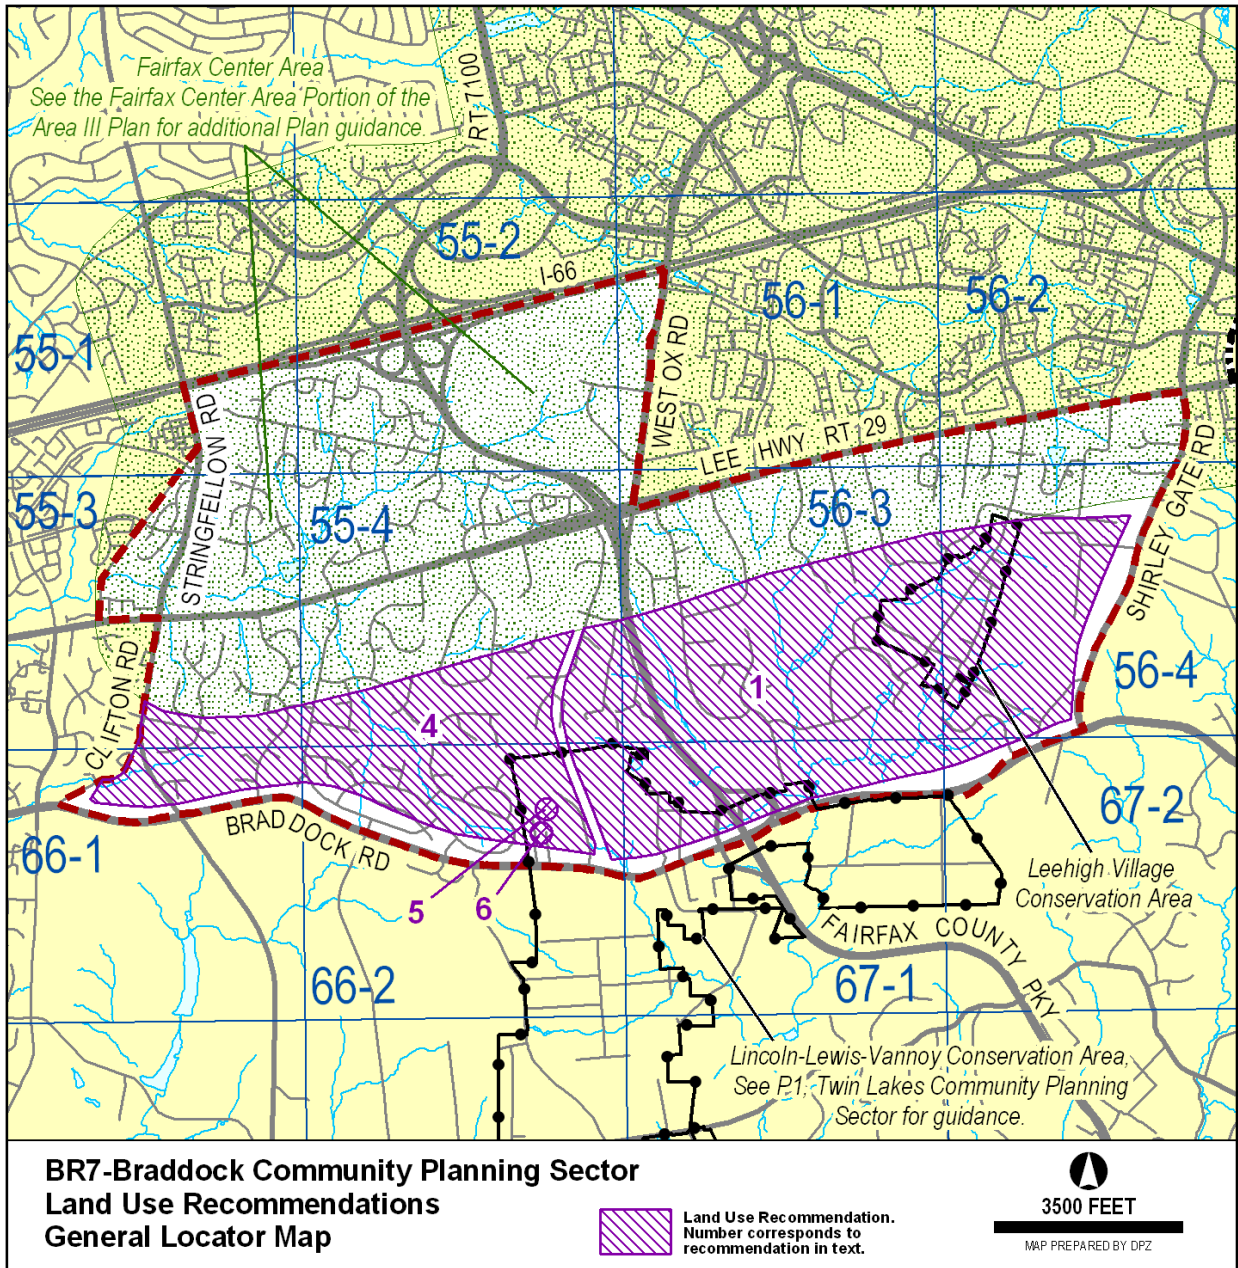 Fairfax Center Area
See the Fairfax Center Area Portion of the
Area III Plan for additional Plan guidance.
RT 7100
55-2
I-66
56-1
56-2
55-1
WEST OX RD
STRINGFELLOW RD
LEE HWY RT 29
SHIRLEY GATE RD
55-3
55-4
56-3
CLIFTON RD
56-4
1
4
67-2
BRADDOCK RD
66-1
Leehigh Village
Conservation Area
5
6
FAIRFAX COUNTY PKY
66-2
67-1
Lincoln-Lewis-Vannoy Conservation Area,
See P1, Twin Lakes Community Planning
Sector for guidance.
BR7-Braddock Community Planning Sector
Land Use Recommendations
General Locator Map
Land Use Recommendation.
Number corresponds to
recommendation in text.
3500 FEET
MAP PREPARED BY DPZ